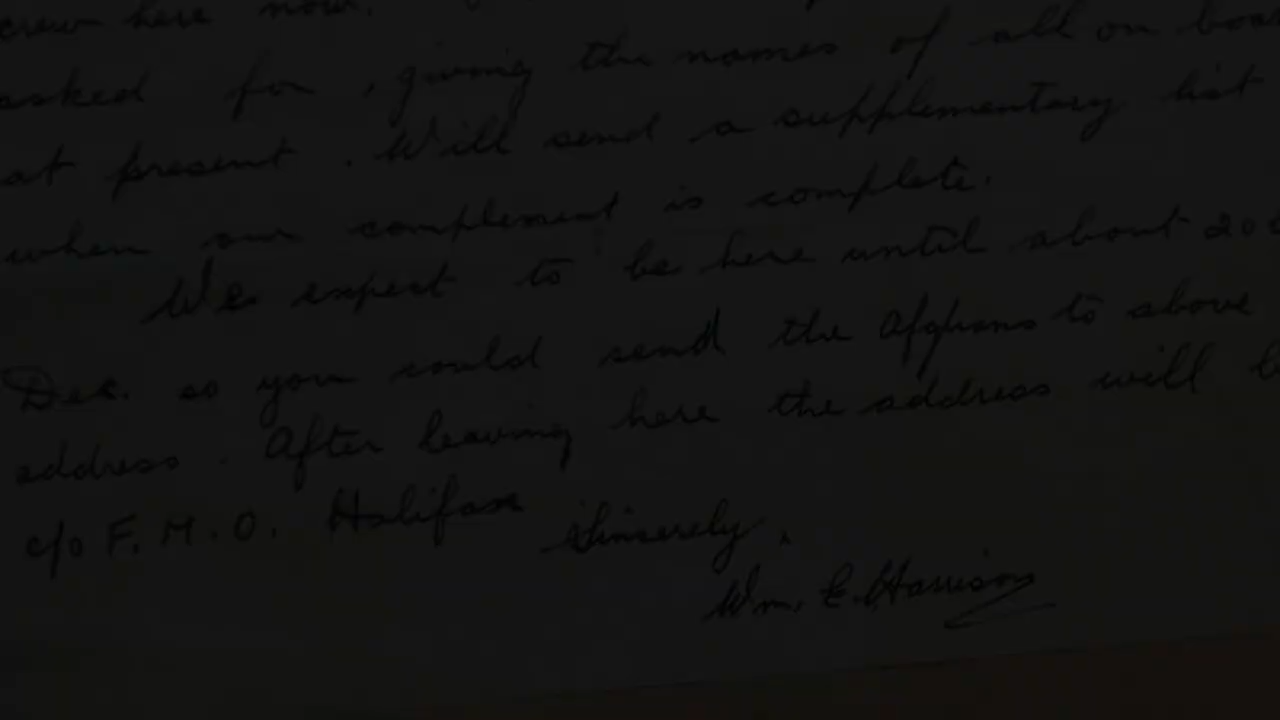 crew here now.
asked for, giving the names of all on
at present. Will send a supplementary list
when our complement is complete.
We expect to be here until about
Dec. so you could send the Afghans to above
address. After leaving here the address will
c/o F. M. O. Halifax
Sincerely,
Wm. E. Harrison